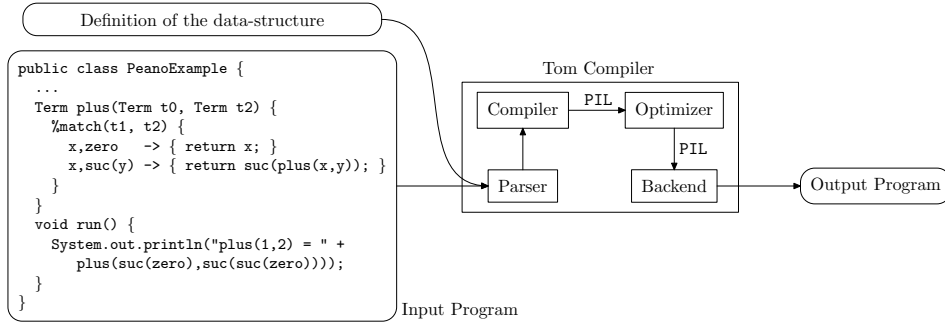 Definition of the data-structure
public class PeanoExample {
...
Term plus(Term t0, Term t2) {
%match(t1, t2) {
x,zero -> { return x; }
x,suc(y) -> { return suc(plus(x,y)); }
}
}
void run() {
System.out.println("plus(1,2) = " +
plus(suc(zero),suc(suc(zero))));
}
}
Input Program
Tom Compiler
Compiler
PIL
Optimizer
PIL
Parser
Backend
Output Program